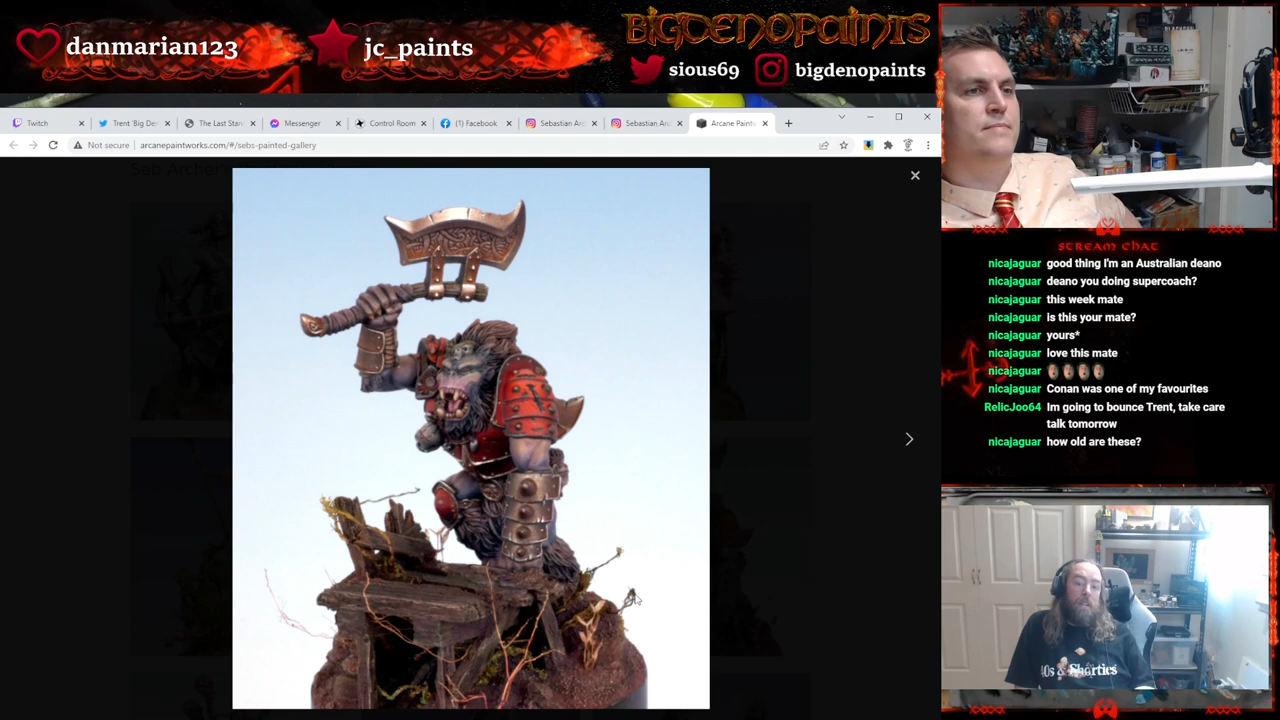 danmarian123
jc_paints
BIGDENOPAINTS
sious69
bigdenopaints
Twitch
Trent 'Big De
The Last Stan
Messenger
Control Room
(1) Facebook
Sebastian Arc
Sebastian Arc
Arcane Painte
Not secure
arcanepaintworks.com/#/sebs-painted-gallery
Seb Archer
STREAM CHAT
nicajaguar good thing I'm an Australian deano
nicajaguar deano you doing supercoach?
nicajaguar this week mate
nicajaguar is this your mate?
nicajaguar yours*
nicajaguar love this mate
nicajaguar
nicajaguar Conan was one of my favourites
RelicJoo64 Im going to bounce Trent, take care
talk tomorrow
nicajaguar how old are these?